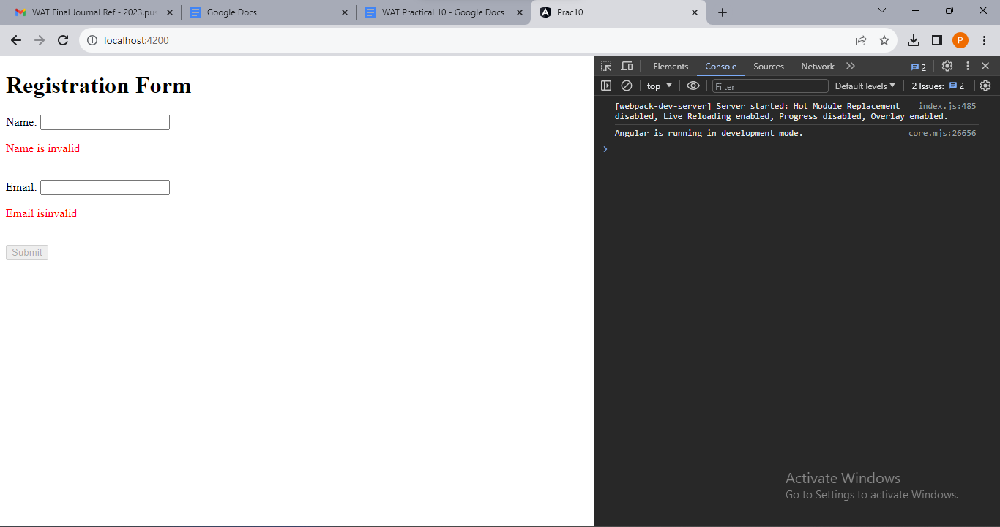 WAT Final Journal Ref - 2023.pus
Google Docs
WAT Practical 10 - Google Docs
Prac10
localhost:4200
P
Registration Form
Name:
Name is invalid
Email:
Email isinvalid
Submit
Elements Console Sources Network 2
top Filter Default levels 2 Issues: 2
[webpack-dev-server] Server started: Hot Module Replacement index.js:485
disabled, Live Reloading enabled, Progress disabled, Overlay enabled.
Angular is running in development mode. core.mjs:26656
Activate Windows
Go to Settings to activate Windows.